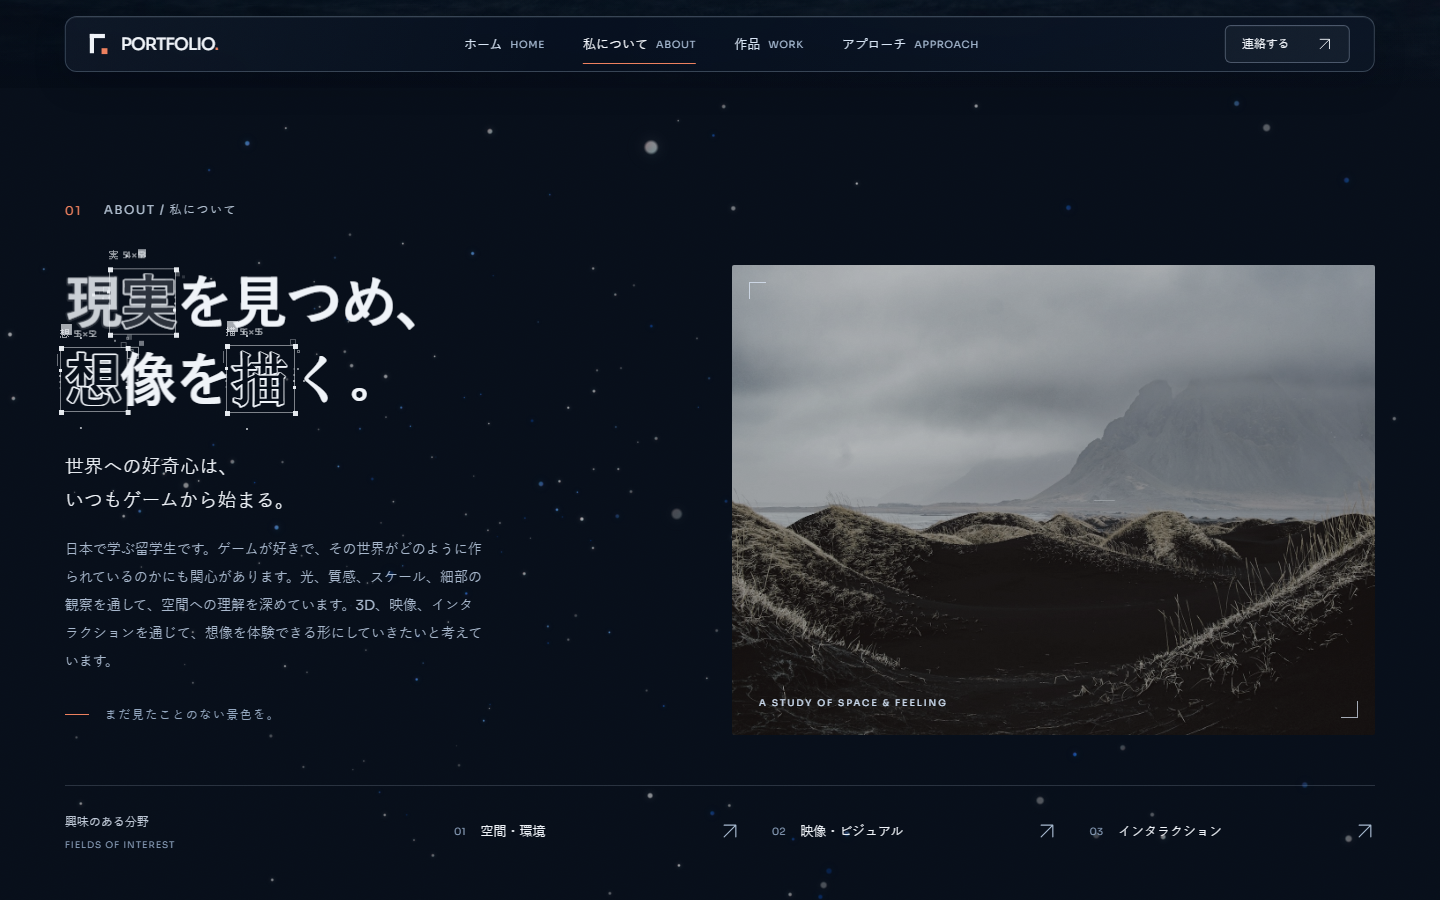 PORTFOLIO.
ホーム HOME
私について ABOUT
作品 WORK
アプローチ APPROACH
連絡する
01 ABOUT / 私について
実
現実を見つめ、
想
描
想像を描く。
世界への好奇心は、
いつもゲームから始まる。
日本で学ぶ留学生です。ゲームが好きで、その世界がどのように作
られているのかにも関心があります。光、質感、スケール、細部の
観察を通して、空間への理解を深めています。3D、映像、インタ
ラクションを通じて、想像を体験できる形にしていきたいと考えて
います。
まだ見たことのない景色を。
A STUDY OF SPACE & FEELING
興味のある分野
FIELDS OF INTEREST
01 空間・環境
02 映像・ビジュアル
03 インタラクション